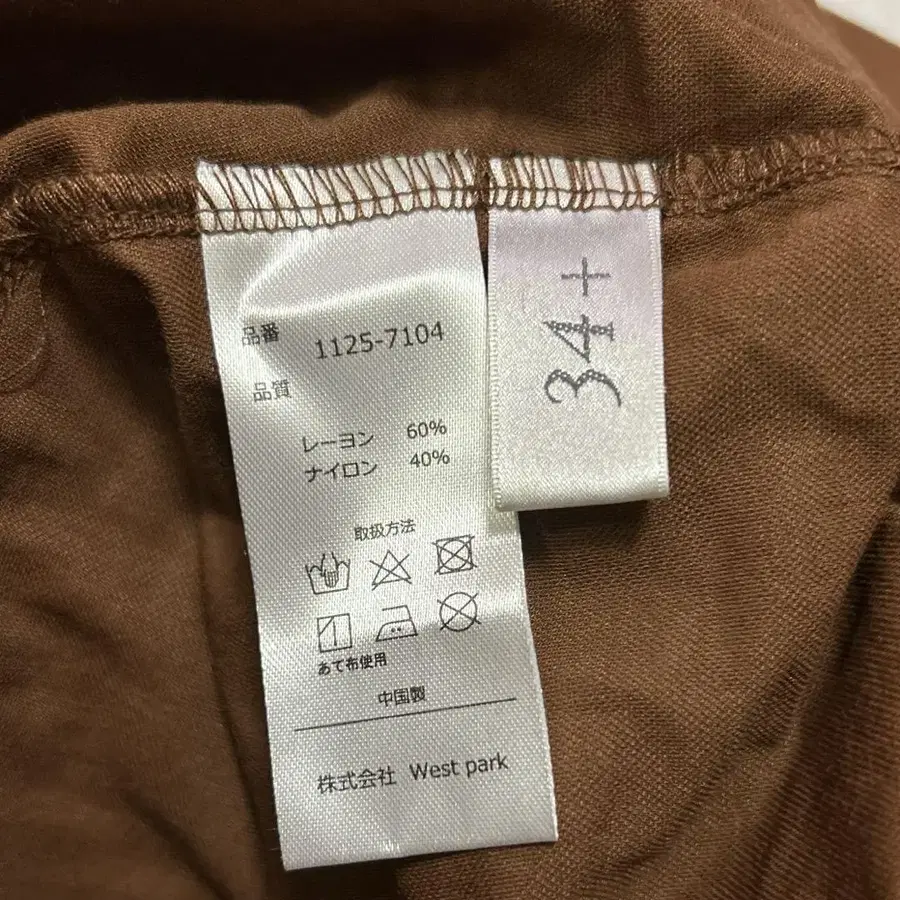 品番 1125-7104
品質
レーヨン 60%
ナイロン 40%
取扱方法
あて布使用
中国製
株式会社 West park
34+